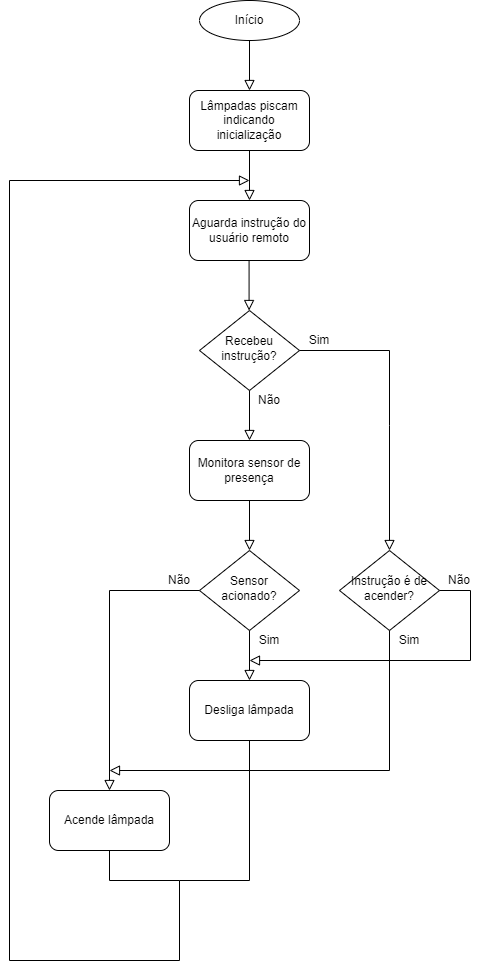 Início
Lâmpadas piscam
indicando
inicialização
Aguarda instrução do
usuário remoto
Recebeu
instrução?
Sim
Não
Monitora sensor de
presença
Não
Sensor
acionado?
Instrução é de
acender?
Não
Sim
Sim
Desliga lâmpada
Acende lâmpada